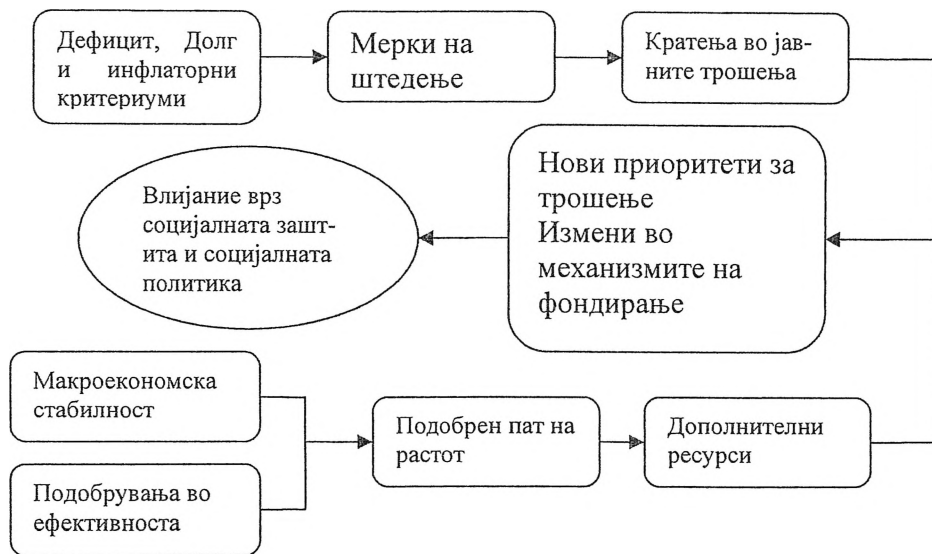 Дефицит, Долг
и инфлаторни
критериуми
Мерки на
штедење
Кратења во јав-
ните трошења
Нови приоритети за
трошење
Измени во
механизмите на
фондирање
Влијание врз
социјалната зашт-
ита и социјалната
политика
Макроекономска
стабилност
Подобрен пат на
растот
Дополнителни
ресурси
Подобрувања во
ефективноста